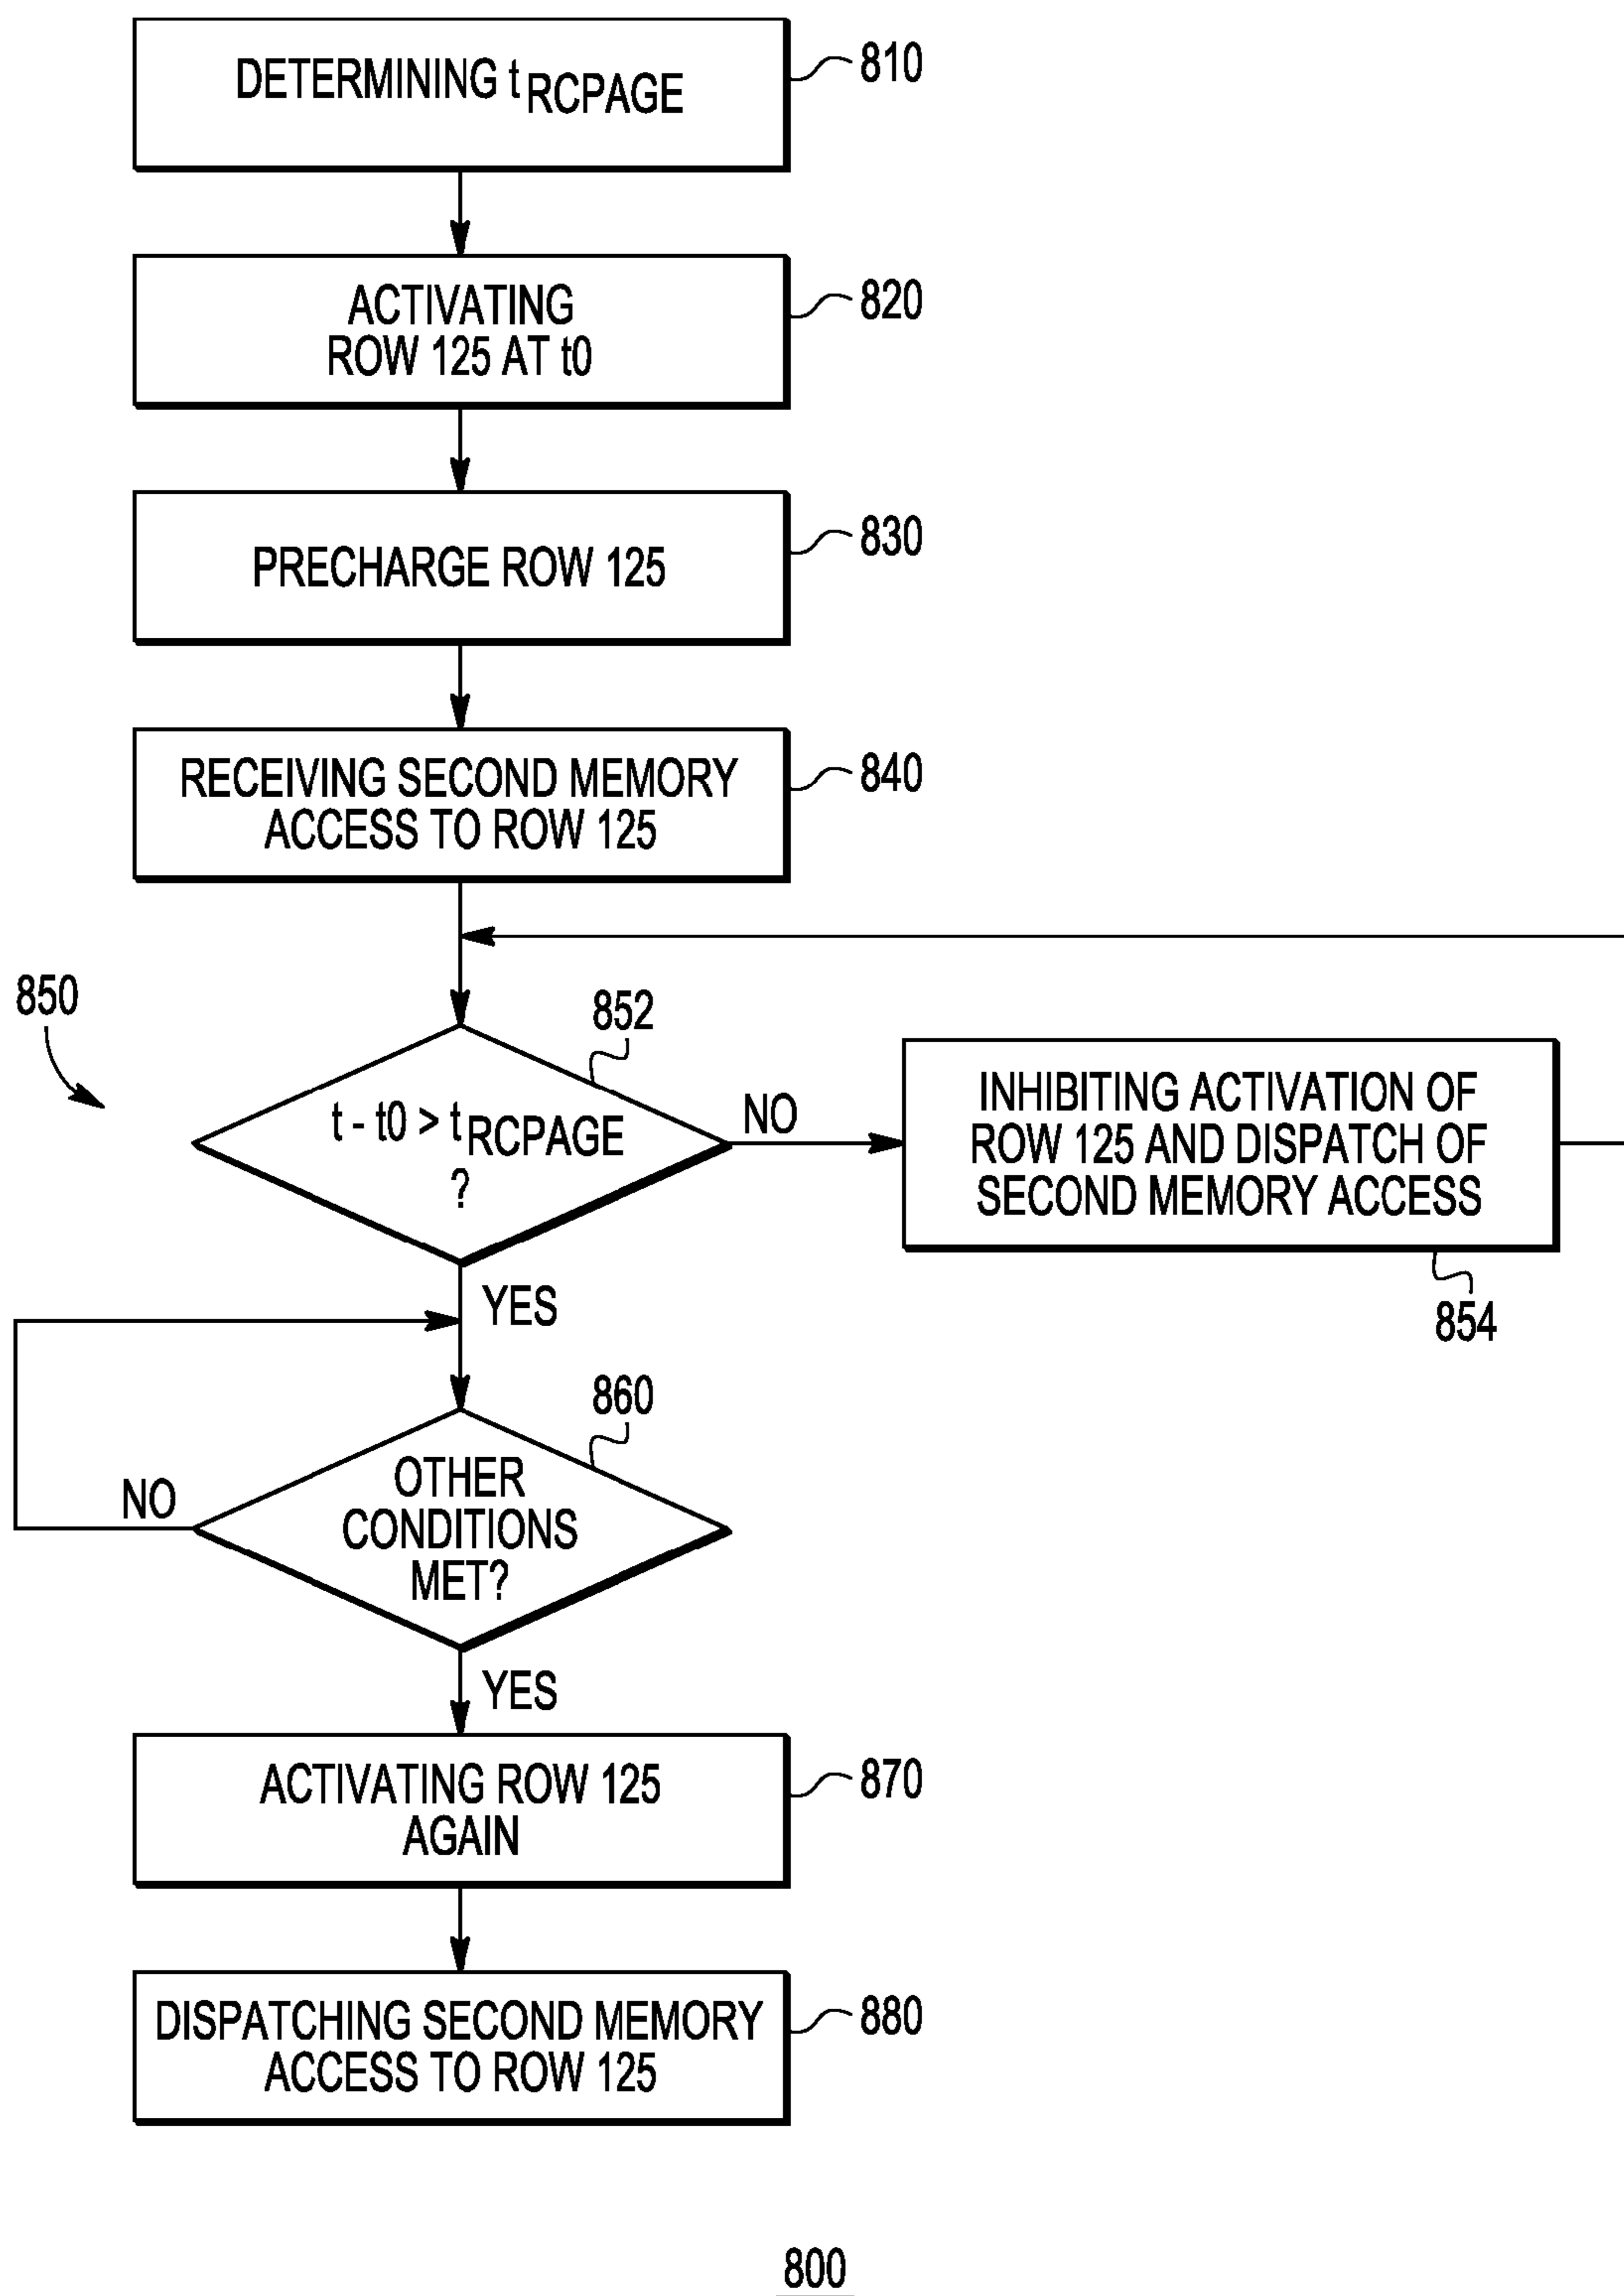 DETERMINING tRCPAGE
810
ACTIVATING
ROW 125 AT t0
820
PRECHARGE ROW 125
830
RECEIVING SECOND MEMORY
ACCESS TO ROW 125
840
850
852
t - t0 > tRCPAGE
?
NO
INHIBITING ACTIVATION OF
ROW 125 AND DISPATCH OF
SECOND MEMORY ACCESS
854
YES
860
OTHER
CONDITIONS
MET?
NO
YES
ACTIVATING ROW 125
AGAIN
870
DISPATCHING SECOND MEMORY
ACCESS TO ROW 125
880
800